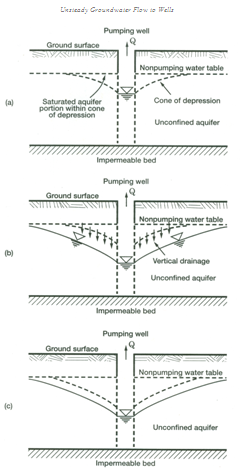 Unsteady Groundwater Flow to Wells
Pumping well
Q
Ground surface
Nonpumping water table
Saturated aquifer
portion within cone
of depression
Cone of depression
(a)
Unconfined aquifer
Impermeable bed
Pumping well
Q
Ground surface
Nonpumping water table
(b)
Vertical drainage
Unconfined aquifer
Impermeable bed
Pumping well
Q
Ground surface
Nonpumping water table
(c)
Unconfined aquifer
Impermeable bed